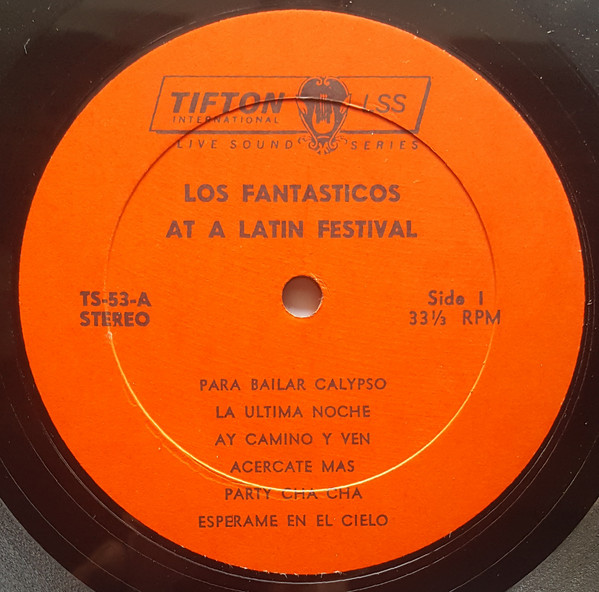 TIFTON LSS
INTERNATIONAL
LIVE SOUND SERIES
LOS FANTASTICOS
AT A LATIN FESTIVAL
TS-53-A Side 1
STEREO 33⅓ RPM
PARA BAILAR CALYPSO
LA ULTIMA NOCHE
AY CAMINO Y VEN
ACERCATE MAS
PARTY CHA CHA
ESPERAME EN EL CIELO